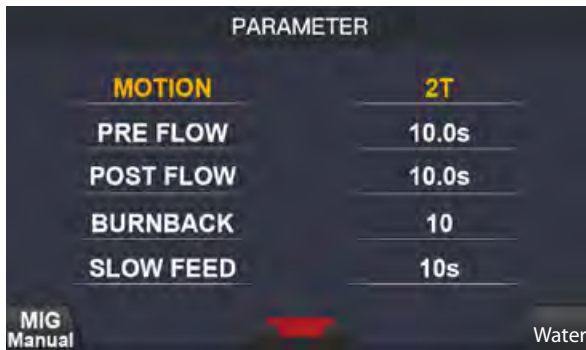 PARAMETER
MOTION 2T
PRE FLOW 10.0s
POST FLOW 10.0s
BURNBACK 10
SLOW FEED 10s
MIG
Manual Water